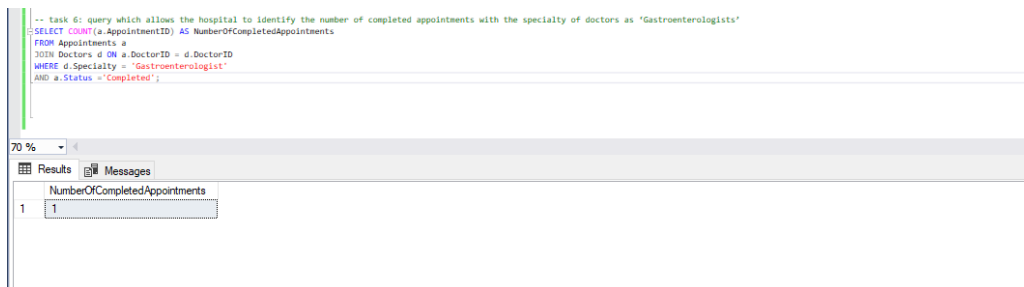 -- task 6: query which allows the hospital to identify the number of completed appointments with the specialty of doctors as ‘Gastroenterologists’
SELECT COUNT(a.AppointmentID) AS NumberOfCompletedAppointments
FROM Appointments a
JOIN Doctors d ON a.DoctorID = d.DoctorID
WHERE d.Specialty = 'Gastroenterologist'
AND a.Status ='Completed';
70 %
Results Messages
NumberOfCompletedAppointments
1 1